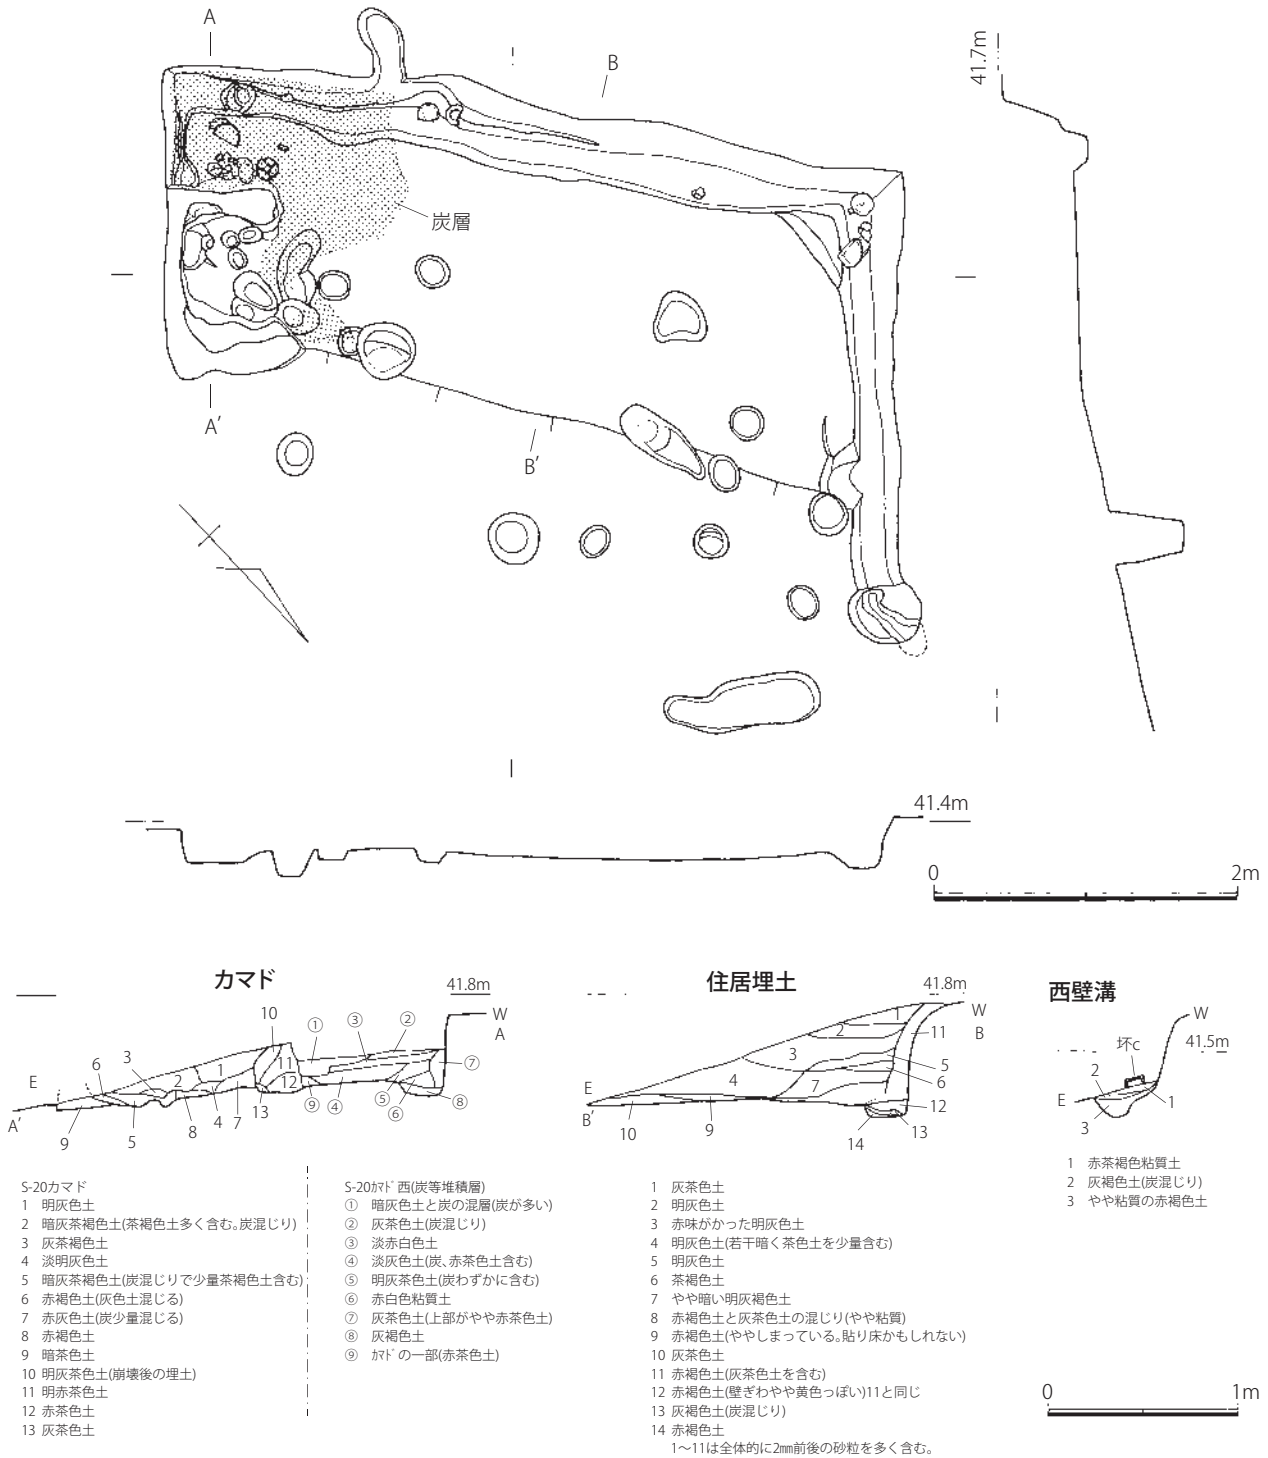 A
B
41.7m
炭層
A′
B′
41.4m
0 2m
カマド
41.8m
W
A
E
A′
10
①
③
②
6
3
1
2
11
12
⑦
9
5
8
4
7
13
⑨
④
⑤
⑥
⑧
住居埋土
41.8m
W
B
E
B′
1
2
11
3
5
6
4
7
12
10
9
14
13
西壁溝
W
坏c
41.5m
2
E
1
3
S-20カマド
1 明灰色土
2 暗灰茶褐色土(茶褐色土多く含む。炭混じり)
3 灰茶褐色土
4 淡明灰色土
5 暗灰茶褐色土(炭混じりで少量茶褐色土含む)
6 赤褐色土(灰色土混じる)
7 赤灰色土(炭少量混じる)
8 赤褐色土
9 暗茶色土
10 明灰茶色土(崩壊後の埋土)
11 明赤茶色土
12 赤茶色土
13 灰茶色土
S-20ｶﾏﾄﾞ西(炭等堆積層)
① 暗灰色土と炭の混層(炭が多い)
② 灰茶色土(炭混じり)
③ 淡赤白色土
④ 淡灰色土(炭、赤茶色土含む)
⑤ 明灰茶色土(炭わずかに含む)
⑥ 赤白色粘質土
⑦ 灰茶色土(上部がやや赤茶色土)
⑧ 灰褐色土
⑨ ｶﾏﾄﾞの一部(赤茶色土)
1 灰茶色土
2 明灰色土
3 赤味がかった明灰色土
4 明灰色土(若干暗く茶色土を少量含む)
5 明灰色土
6 茶褐色土
7 やや暗い明灰褐色土
8 赤褐色土と灰茶色土の混じり(やや粘質)
9 赤褐色土(ややしまっている。貼り床かもしれない)
10 灰茶色土
11 赤褐色土(灰茶色土を含む)
12 赤褐色土(壁ぎわやや黄色っぽい)11と同じ
13 灰褐色土(炭混じり)
14 赤褐色土
1～11は全体的に2㎜前後の砂粒を多く含む。
1 赤茶褐色粘質土
2 灰褐色土(炭混じり)
3 やや粘質の赤褐色土
0 1m